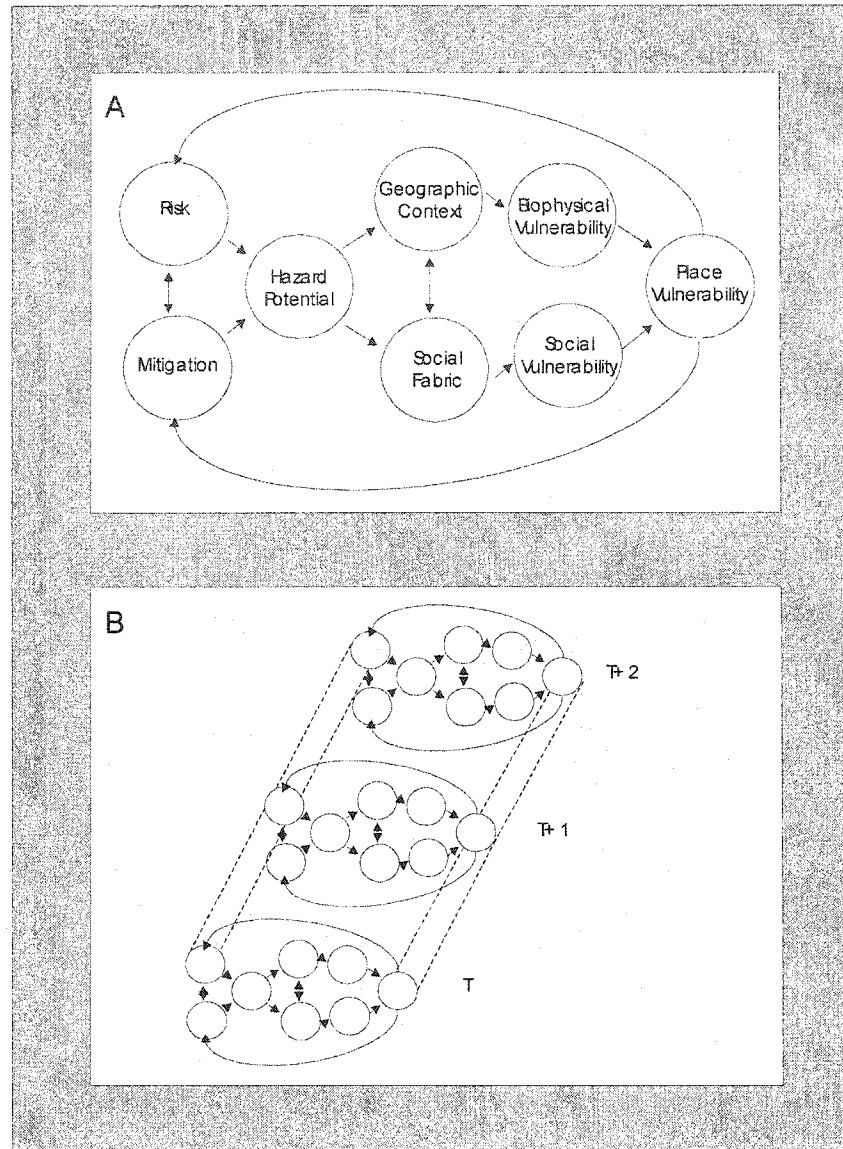 A
Risk
Geographic
Context
Biophysical
Vulnerability
Hazard
Potential
Place
Vulnerability
Mitigation
Social
Fabric
Social
Vulnerability
B
T+ 2
T+ 1
T